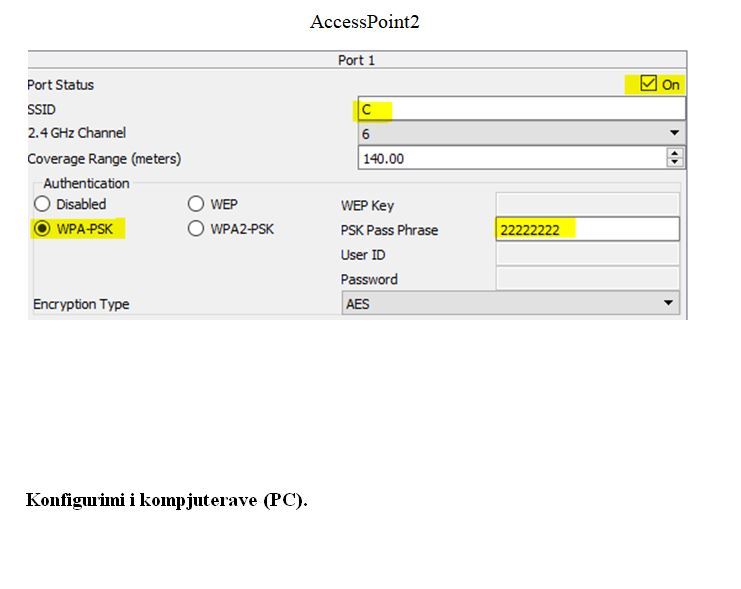 AccessPoint2
Port 1
Port Status On
SSID C
2.4 GHz Channel 6
Coverage Range (meters) 140.00
Authentication
Disabled WEP WEP Key
WPA-PSK WPA2-PSK PSK Pass Phrase 22222222
User ID
Password
Encryption Type AES
Konfigurimi i kompjuterave (PC).